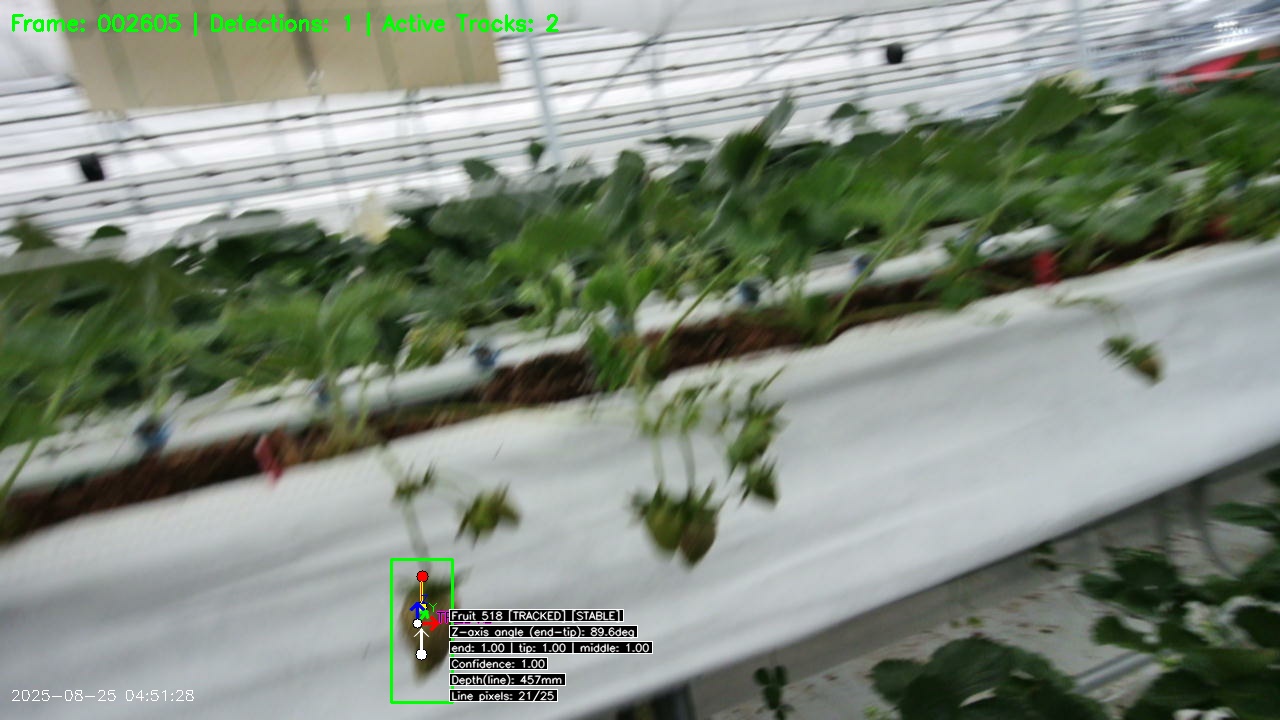 Frame: 002605 | Detections: 1 | Active Tracks: 2
Fruit 518 [TRACKED] [STABLE]
Z-axis angle (end-tip): 89.6deg
end: 1.00 | tip: 1.00 | middle: 1.00
Confidence: 1.00
Depth(line): 457mm
Line pixels: 21/25
2025-08-25 04:51:28